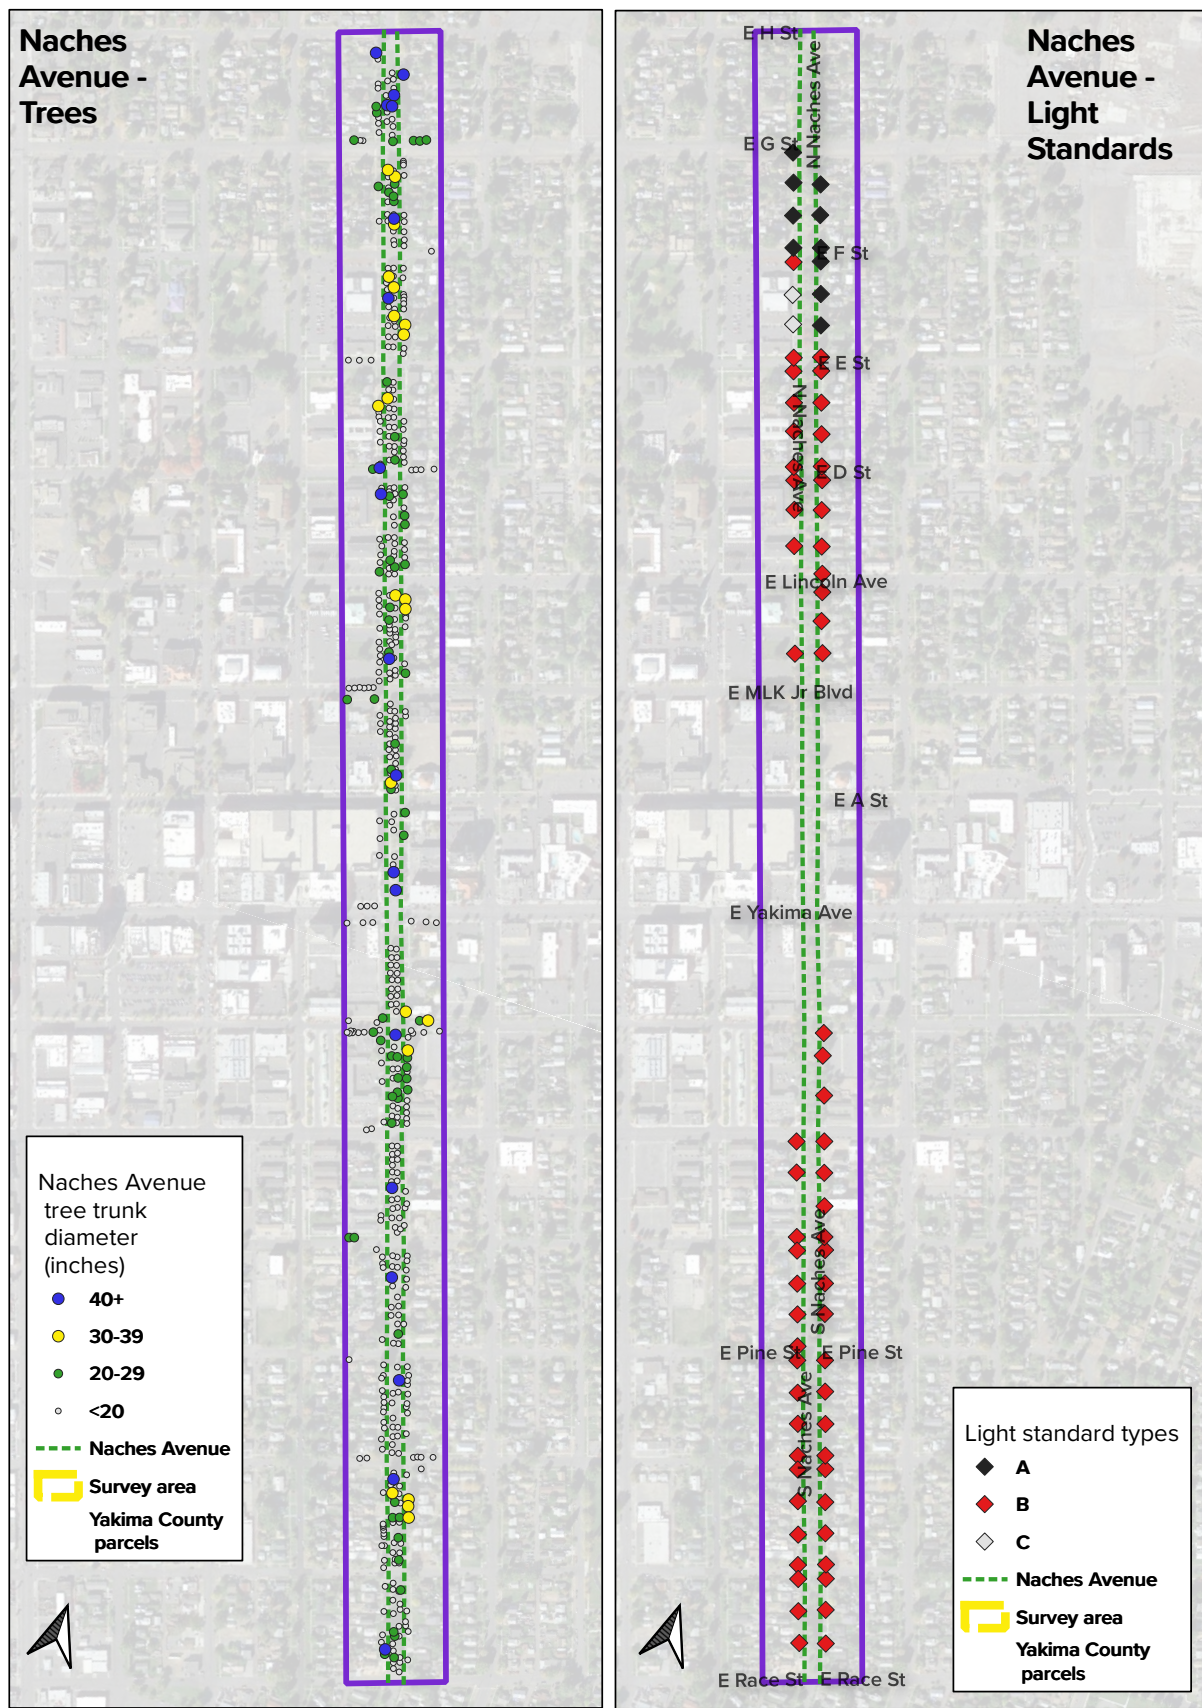 Naches
Avenue -
Trees
Naches Avenue
tree trunk
diameter
(inches)
40+
30-39
20-29
<20
Naches Avenue
Survey area
Yakima County
parcels
Naches
Avenue -
Light
Standards
E H St
N Naches Ave
E G St
E F St
E E St
N Naches Ave
E D St
E Lincoln Ave
E MLK Jr Blvd
E A St
E Yakima Ave
S Naches Ave
E Pine St
E Pine St
S Naches Ave
E Race St
E Race St
Light standard types
A
B
C
Naches Avenue
Survey area
Yakima County
parcels